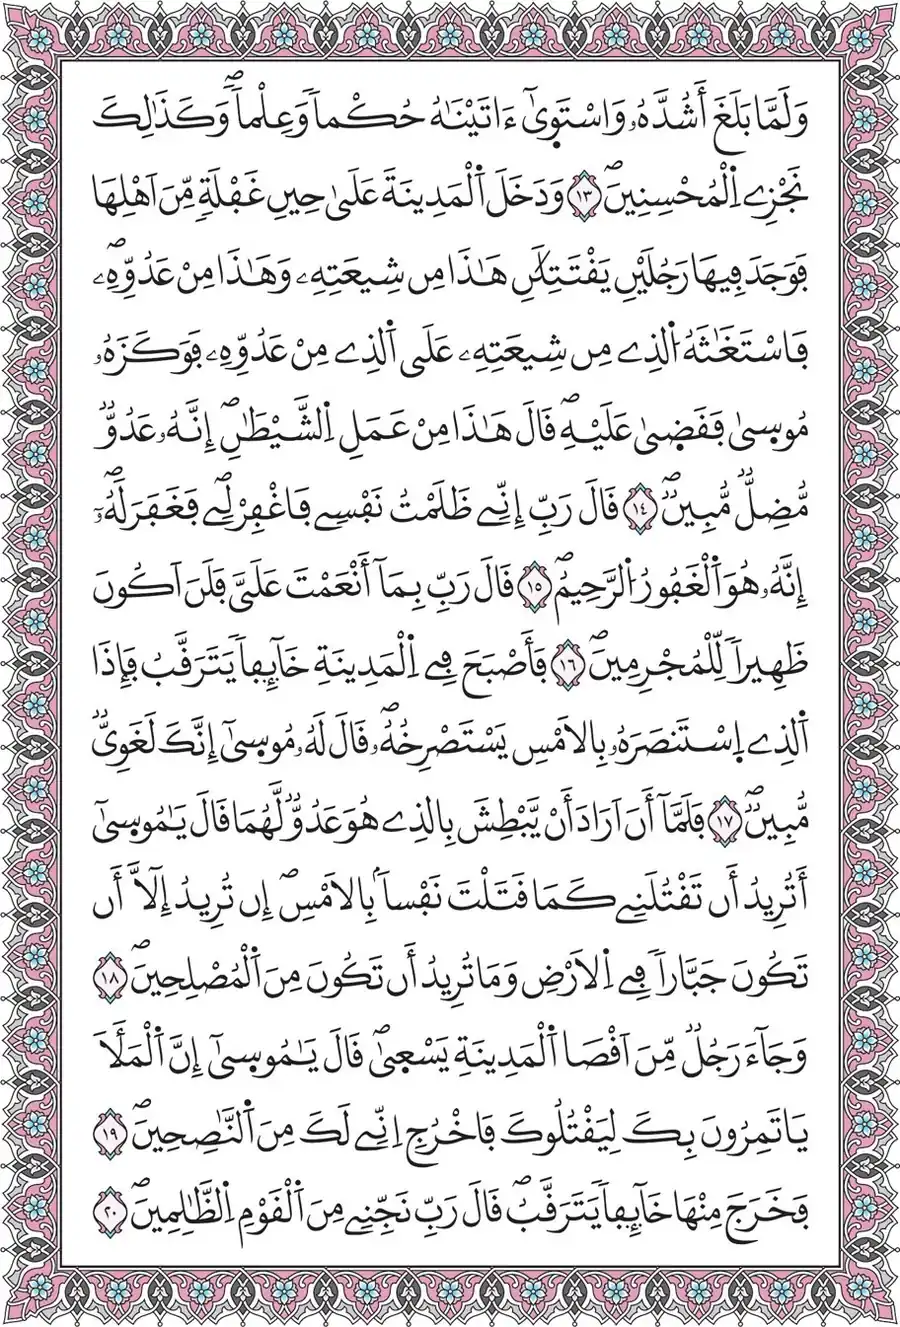 وَلَمَّا بَلَغَ أَشُدَّهُۥ وَاسْتَوۭىٰٓ ءَاتَيْنَٰهُ حُكْماٗ وَعِلْماٗۖ وَكَذَٰلِكَ
نَجْزِے اِ۬لْمُحْسِنِينَۖ ١٣ وَدَخَلَ اَ۬لْمَدِينَةَ عَلَىٰ حِينِ غَفْلَةٖ مِّنَ اَهْلِهَا
فَوَجَدَ فِيهَا رَجُلَيْنِ يَقْتَتِلَٰنِ هَٰذَا مِن شِيعَتِهِۦ وَهَٰذَا مِنْ عَدُوِّهِۦۖ
فَاسْتَغَٰثَهُ اُ۬لذِے مِن شِيعَتِهِۦ عَلَى اَ۬لذِے مِنْ عَدُوِّهِۦ فَوَكَزَهُۥ
مُوس۪ىٰ فَقَض۪ىٰ عَلَيْهِۖ قَالَ هَٰذَا مِنْ عَمَلِ اِ۬لشَّيْطَٰنِۖ إِنَّهُۥ عَدُوّٞ
مُّضِلّٞ مُّبِينٞۖ ١٤ قَالَ رَبِّ إِنِّے ظَلَمْتُ نَفْسِے فَاغْفِرْ لِےۖ فَغَفَرَ لَهُۥٓۖ
إِنَّهُۥ هُوَ اَ۬لْغَفُورُ اُ۬لرَّحِيمُۖ ١٥ قَالَ رَبِّ بِمَآ أَنْعَمْتَ عَلَيَّ فَلَنَ اَكُونَ
ظَهِيراٗ لِّلْمُجْرِمِينَۖ ١٦ فَأَصْبَحَ فِے اِ۬لْمَدِينَةِ خَآئِفاٗ يَتَرَقَّبُ فَإِذَا
اَ۬لذِے اِ۪سْتَنصَرَهُۥ بِالَامْسِ يَسْتَصْرِخُهُۥۖ قَالَ لَهُۥ مُوس۪ىٰٓ إِنَّكَ لَغَوِيّٞ
مُّبِينٞۖ ١٧ فَلَمَّآ أَنَ اَرَادَ أَنْ يَّبْطِشَ بِالذِے هُوَ عَدُوّٞ لَّهُمَا قَالَ يَٰمُوس۪ىٰٓ
أَتُرِيدُ أَن تَقْتُلَنِے كَمَا قَتَلْتَ نَفْساَۢ بِالَامْسِۖ إِن تُرِيدُ إِلَّآ أَن
تَكُونَ جَبَّاراٗ فِے اِ۬لَارْضِ وَمَا تُرِيدُ أَن تَكُونَ مِنَ اَ۬لْمُصْلِحِينَۖ ١٨
وَجَآءَ رَجُلٞ مِّنَ اَقْصَا اَ۬لْمَدِينَةِ يَسْع۪ىٰۖ قَالَ يَٰمُوس۪ىٰٓ إِنَّ اَ۬لْمَلَأَ
يَاتَمِرُونَ بِكَ لِيَقْتُلُوكَ فَاخْرُجِ اِنِّے لَكَ مِنَ اَ۬لنَّٰصِحِينَۖ ١٩
فَخَرَجَ مِنْهَا خَآئِفاٗ يَتَرَقَّبُۖ قَالَ رَبِّ نَجِّنِے مِنَ اَ۬لْقَوْمِ اِ۬لظَّٰلِمِينَۖ ٢٠